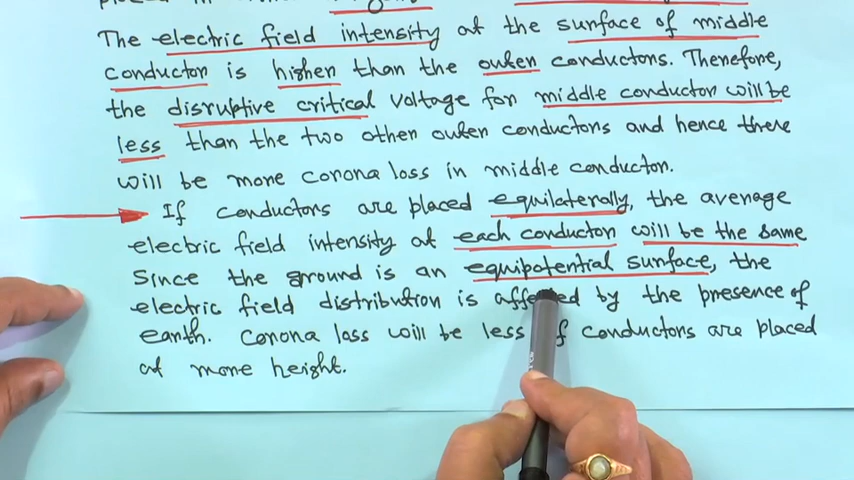 The electric field intensity at the surface of middle
conductor is higher than the outer conductors. Therefore,
the disruptive critical voltage for middle conductor will be
less than the two other outer conductors and hence there
will be more corona loss in middle conductor.
If conductors are placed equilaterally, the average
electric field intensity at each conductor will be the same
Since the ground is an equipotential surface, the
electric field distribution is affected by the presence of
earth. Corona loss will be less if conductors are placed
at more height.